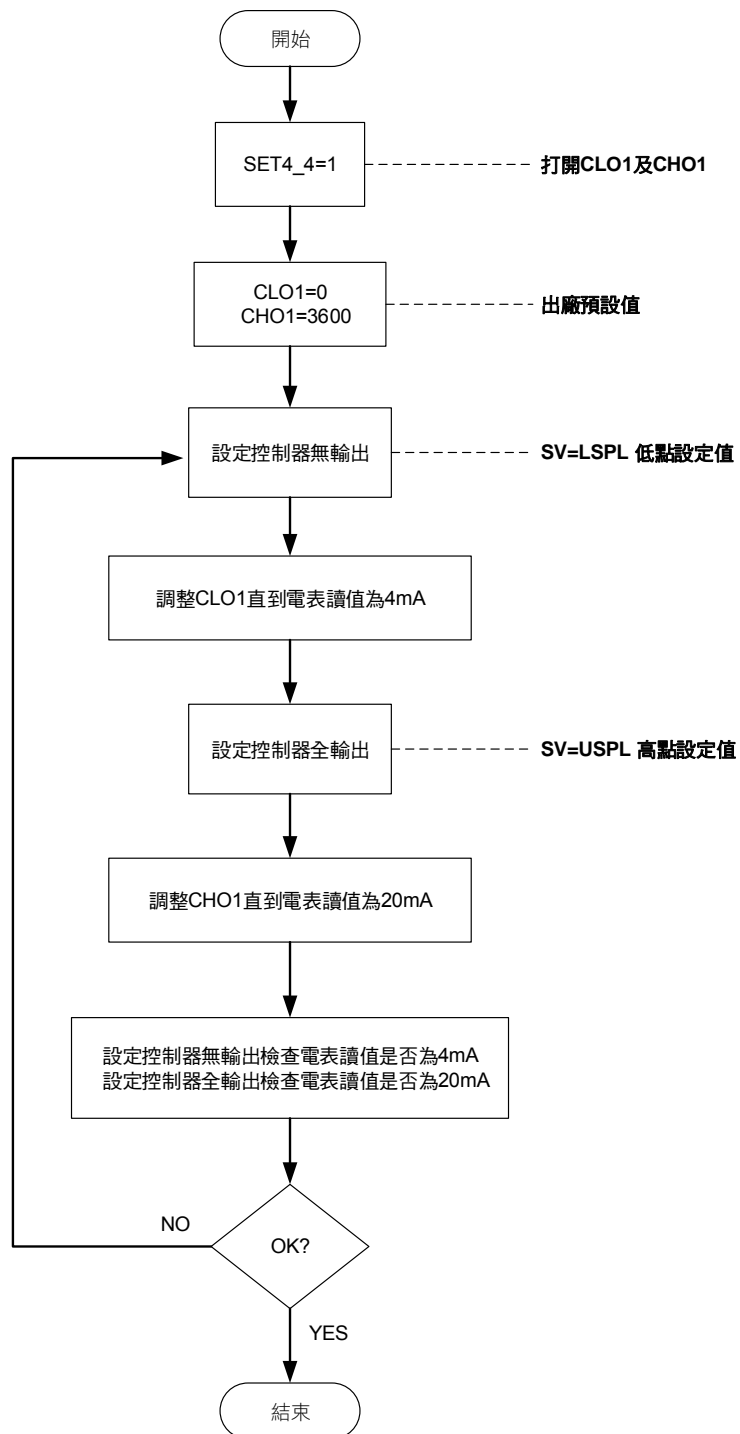 開始
SET4_4=1
打開CLO1及CHO1
CLO1=0
CHO1=3600
出廠預設值
設定控制器無輸出
SV=LSPL 低點設定值
調整CLO1直到電表讀值為4mA
設定控制器全輸出
SV=USPL 高點設定值
調整CHO1直到電表讀值為20mA
設定控制器無輸出檢查電表讀值是否為4mA
設定控制器全輸出檢查電表讀值是否為20mA
NO
OK?
YES
結束